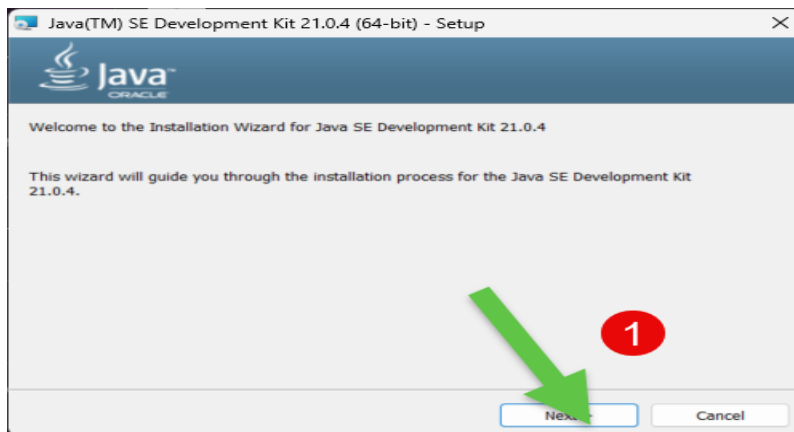 Java(TM) SE Development Kit 21.0.4 (64-bit) - Setup
Java™
ORACLE
Welcome to the Installation Wizard for Java SE Development Kit 21.0.4
This wizard will guide you through the installation process for the Java SE Development Kit
21.0.4.
1
Cancel